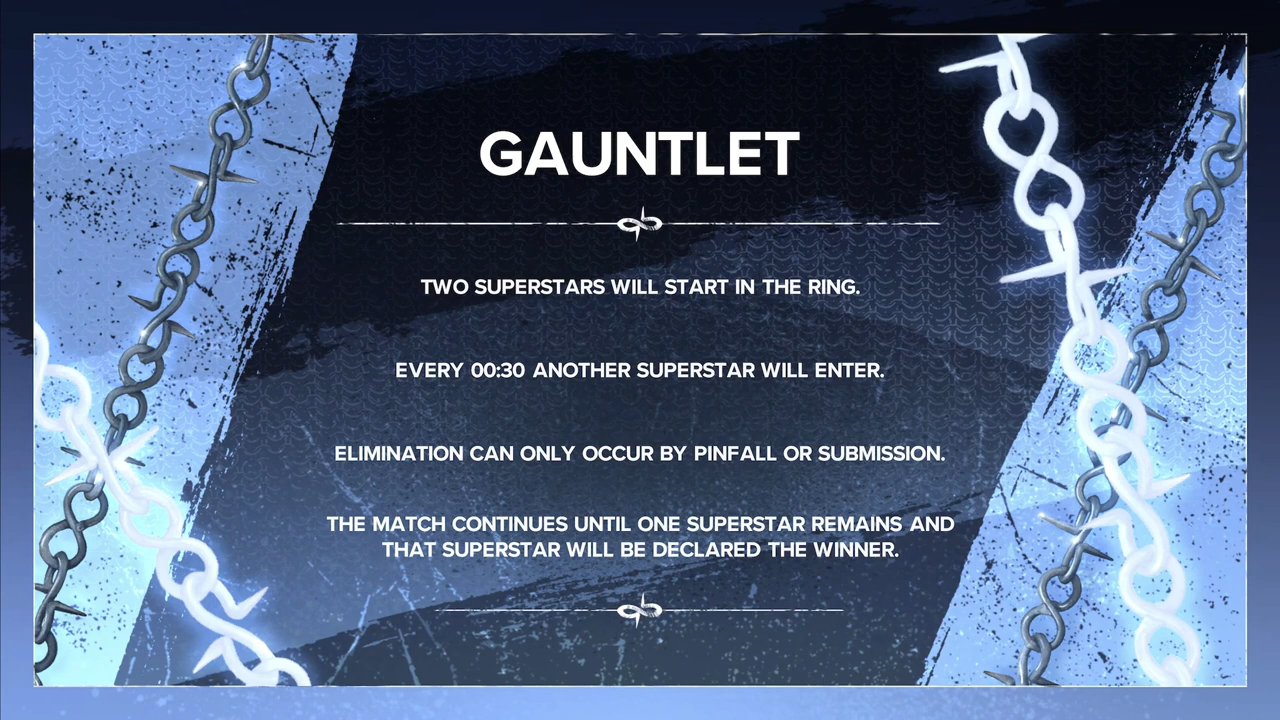 GAUNTLET
TWO SUPERSTARS WILL START IN THE RING.
EVERY 00:30 ANOTHER SUPERSTAR WILL ENTER.
ELIMINATION CAN ONLY OCCUR BY PINFALL OR SUBMISSION.
THE MATCH CONTINUES UNTIL ONE SUPERSTAR REMAINS AND
THAT SUPERSTAR WILL BE DECLARED THE WINNER.